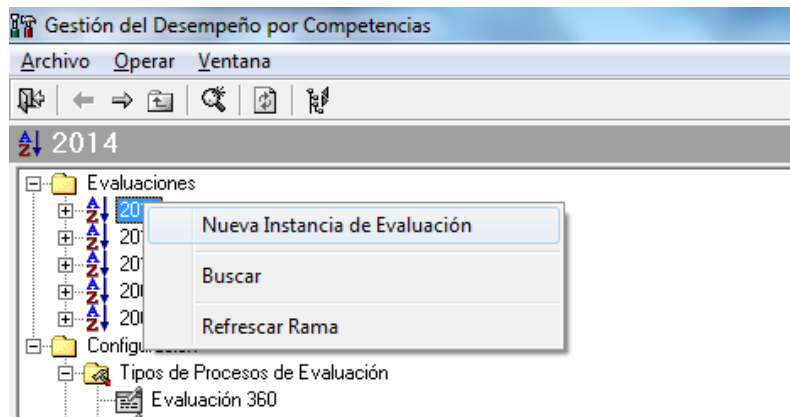 Gestión del Desempeño por Competencias
Archivo Operar Ventana
2014
Evaluaciones
Nueva Instancia de Evaluación
Buscar
Refrescar Rama
Tipos de Procesos de Evaluación
Evaluación 360